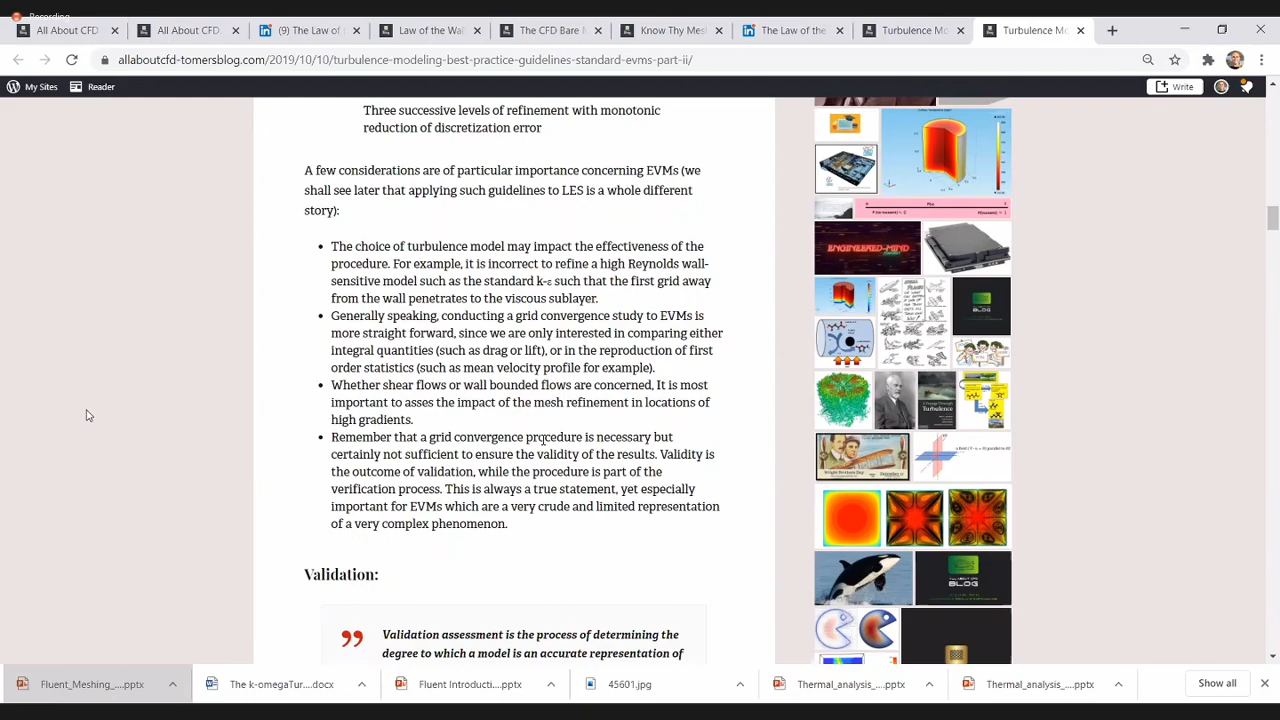 Recording
AllAbout CFD
All About CFD
(9) The Law of
Law of the Wa
The CFD Bare
Know Thy Mes
The Law of the
Turbulence Mo
Turbulence Mo
allaboutcfd-tomersblog.com/2019/10/10/turbulence-modeling-best-practice-guidelines-standard-evms-part-ii/
My Sites
Reader
Write
Three successive levels of refinement with monotonic
reduction of discretization error
A few considerations are of particular importance concerning EVMs (we
shall see later that applying such guidelines to LES is a whole different
story):
The choice of turbulence model may impact the effectiveness of the
procedure. For example, it is incorrect to refine a high Reynolds wall-
sensitive model such as the standard k-ε such that the first grid away
from the wall penetrates to the viscous sublayer.
Generally speaking, conducting a grid convergence study to EVMs is
more straight forward, since we are only interested in comparing either
integral quantities (such as drag or lift), or in the reproduction of first
order statistics (such as mean velocity profile for example).
Whether shear flows or wall bounded flows are concerned, It is most
important to asses the impact of the mesh refinement in locations of
high gradients.
Remember that a grid convergence procedure is necessary but
certainly not sufficient to ensure the validity of the results. Validity is
the outcome of validation, while the procedure is part of the
verification process. This is always a true statement, yet especially
important for EVMs which are a very crude and limited representation
of a very complex phenomenon.
Validation:
Validation assessment is the process of determining the
degree to which a model is an accurate representation of
ENGINEERED-MIND
Turbulence
BLOG
Fluent_Meshing_....pptx
The k-omegaTur....docx
Fluent Introducti....pptx
45601.jpg
Thermal_analysis_....pptx
Thermal_analysis_....pptx
Show all